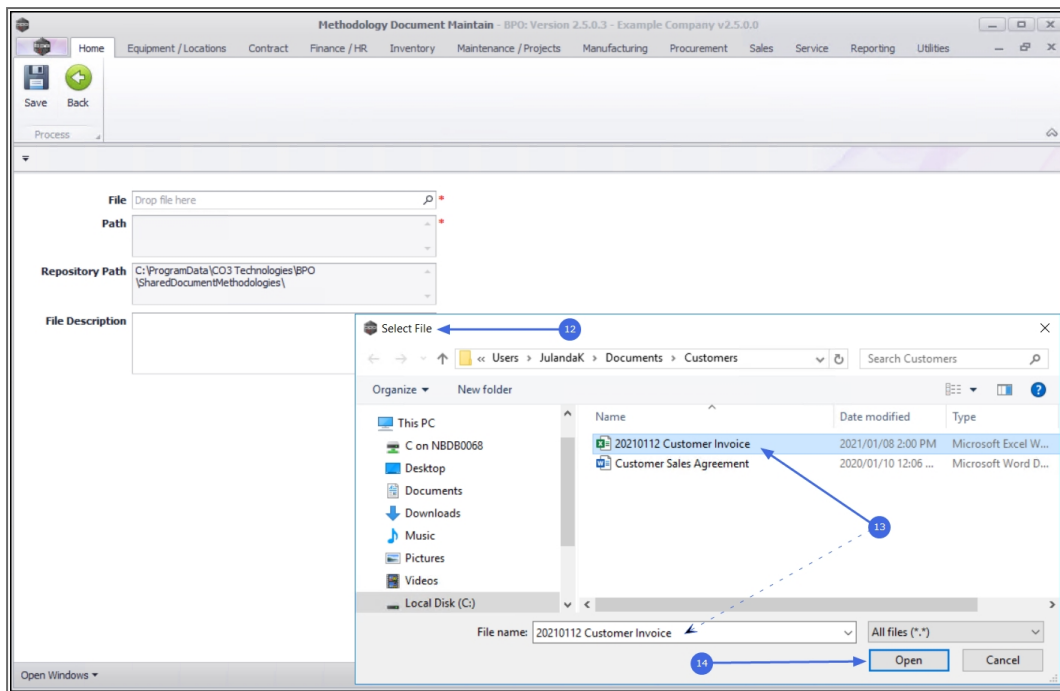 Methodology Document Maintain - BPO: Version 2.5.0.3 - Example Company v2.5.0.0
Home Equipment / Locations Contract Finance / HR Inventory Maintenance / Projects Manufacturing Procurement Sales Service Reporting Utilities
Save Back
Process
File Drop file here *
Path *
Repository Path C:\ProgramData\CO3 Technologies\BPO
\SharedDocumentMethodologies\
File Description
Select File 12
« Users › JulandaK › Documents › Customers Search Customers
Organize New folder
This PC
C on NBDB0068
Desktop
Documents
Downloads
Music
Pictures
Videos
Local Disk (C:)
Name Date modified Type
20210112 Customer Invoice 2021/01/08 2:00 PM Microsoft Excel W...
Customer Sales Agreement 2020/01/10 12:06 ... Microsoft Word D...
13
File name: 20210112 Customer Invoice All files (*.*)
14 Open Cancel
Open Windows